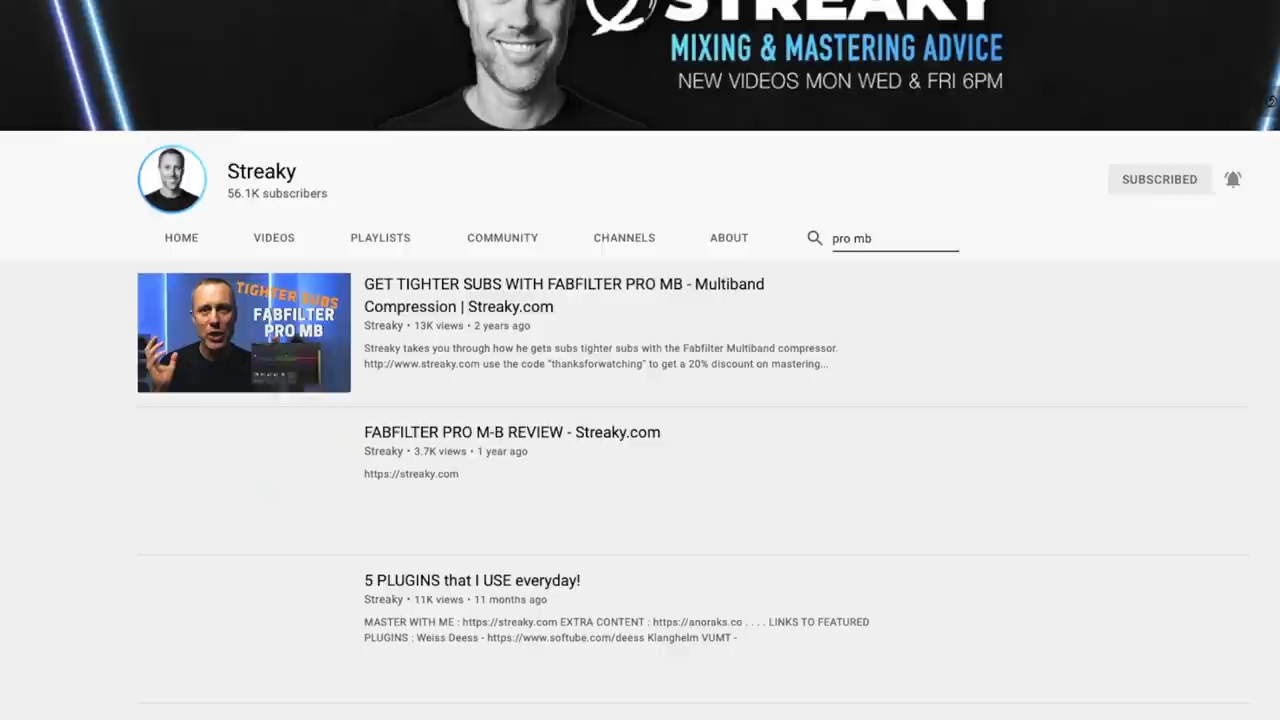 STREAKY
MIXING & MASTERING ADVICE
NEW VIDEOS MON WED & FRI 6PM
Streaky
56.1K subscribers
SUBSCRIBED
HOME VIDEOS PLAYLISTS COMMUNITY CHANNELS ABOUT pro mb
TIGHTER SUBS
FABFILTER
PRO MB
GET TIGHTER SUBS WITH FABFILTER PRO MB - Multiband
Compression | Streaky.com
Streaky • 13K views • 2 years ago
Streaky takes you through how he gets subs tighter subs with the Fabfilter Multiband compressor.
http://www.streaky.com use the code "thanksforwatching" to get a 20% discount on mastering...
FABFILTER PRO M-B REVIEW - Streaky.com
Streaky • 3.7K views • 1 year ago
https://streaky.com
5 PLUGINS that I USE everyday!
Streaky • 11K views • 11 months ago
MASTER WITH ME : https://streaky.com EXTRA CONTENT : https://anoraks.co . . . . LINKS TO FEATURED
PLUGINS : Weiss Deess - https://www.softube.com/deess Klanghelm VUMT -